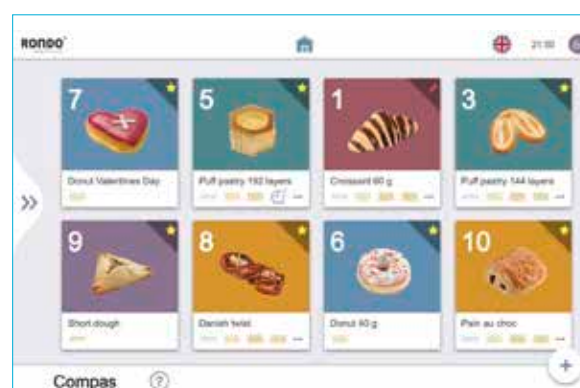 RONDO
21:50
7
5
1
3
Donut Valentines Day
Puff pastry 192 layers
Croissant 60 g
Puff pastry 144 layers
9
8
6
10
Short dough
Danish twist
Donut 60 g
Pain au choc
Compas ?
+